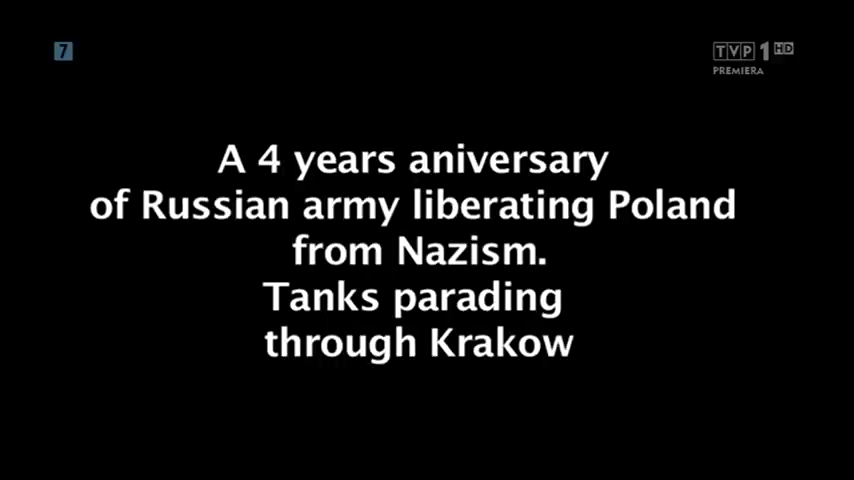 7
TVP 1 HD
PREMIERA
A 4 years aniversary
of Russian army liberating Poland
from Nazism.
Tanks parading
through Krakow